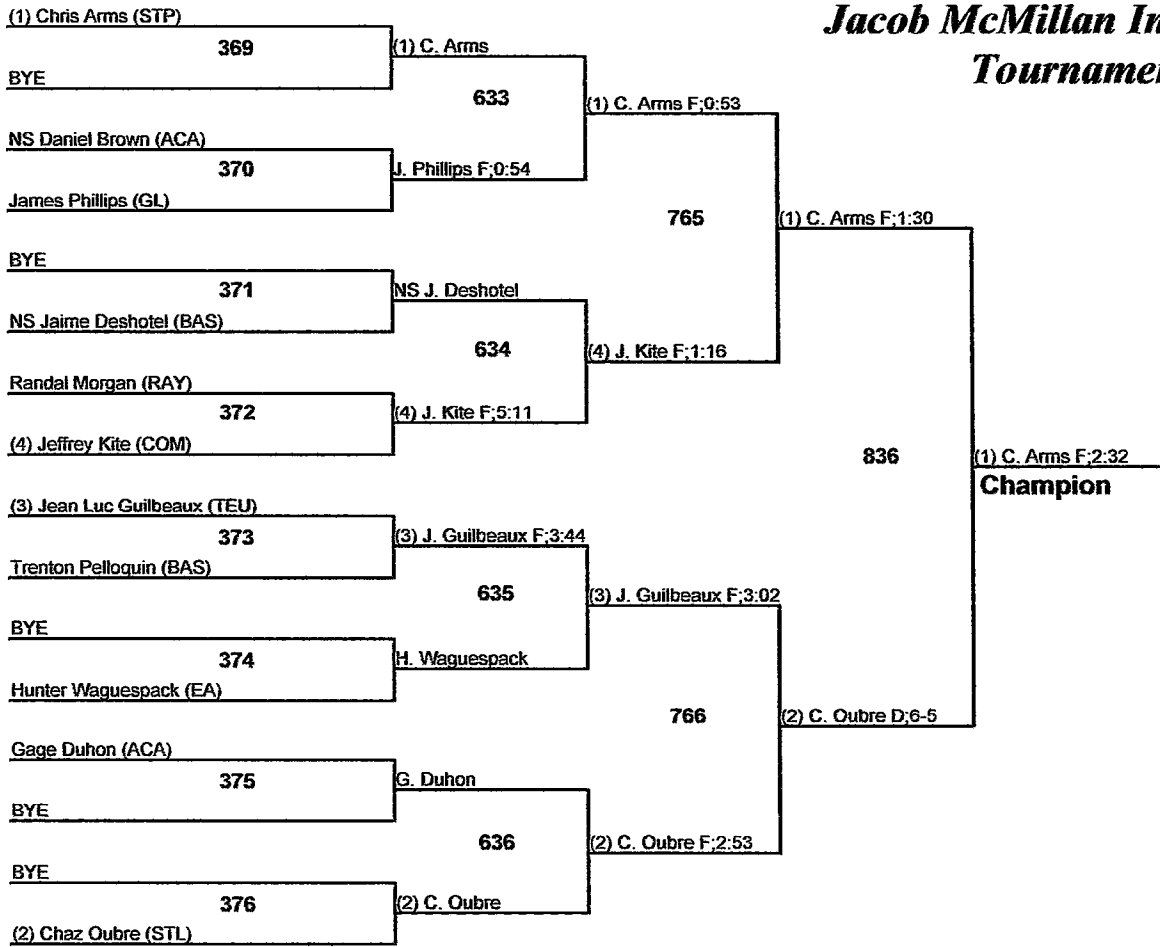 Jacob McMillan In
Tournamen
(1) Chris Arms (STP)
369
BYE
(1) C. Arms
633
NS Daniel Brown (ACA)
370
James Phillips (GL)
J. Phillips F;0:54
(1) C. Arms F;0:53
765
BYE
371
NS Jaime Deshotel (BAS)
NS J. Deshotel
634
Randal Morgan (RAY)
372
(4) Jeffrey Kite (COM)
(4) J. Kite F;5:11
(4) J. Kite F;1:16
(1) C. Arms F;1:30
836
(1) C. Arms F;2:32
Champion
(3) Jean Luc Guilbeaux (TEU)
373
Trenton Pelloquin (BAS)
(3) J. Guilbeaux F;3:44
635
BYE
374
Hunter Waguespack (EA)
H. Waguespack
(3) J. Guilbeaux F;3:02
766
(2) C. Oubre D;6-5
Gage Duhon (ACA)
375
BYE
G. Duhon
636
BYE
376
(2) Chaz Oubre (STL)
(2) C. Oubre
(2) C. Oubre F;2:53